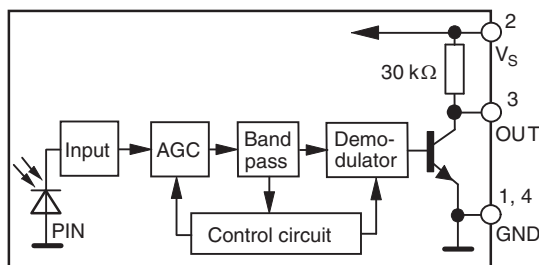 2
V_S
30 kΩ
3
OUT
Input
AGC
Band
pass
Demo-
dulator
1, 4
GND
PIN
Control circuit